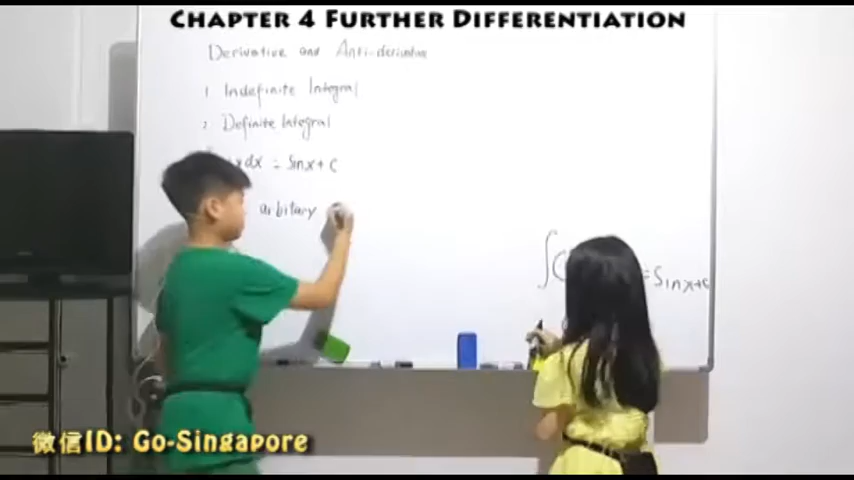 CHAPTER 4 FURTHER DIFFERENTIATION
Derivative and Anti-derivative
1 Indefinite Integral
2 Definite Integral
x dx = Sinx + C
arbitary
∫ C = Sinx+c
微信ID: Go-Singapore